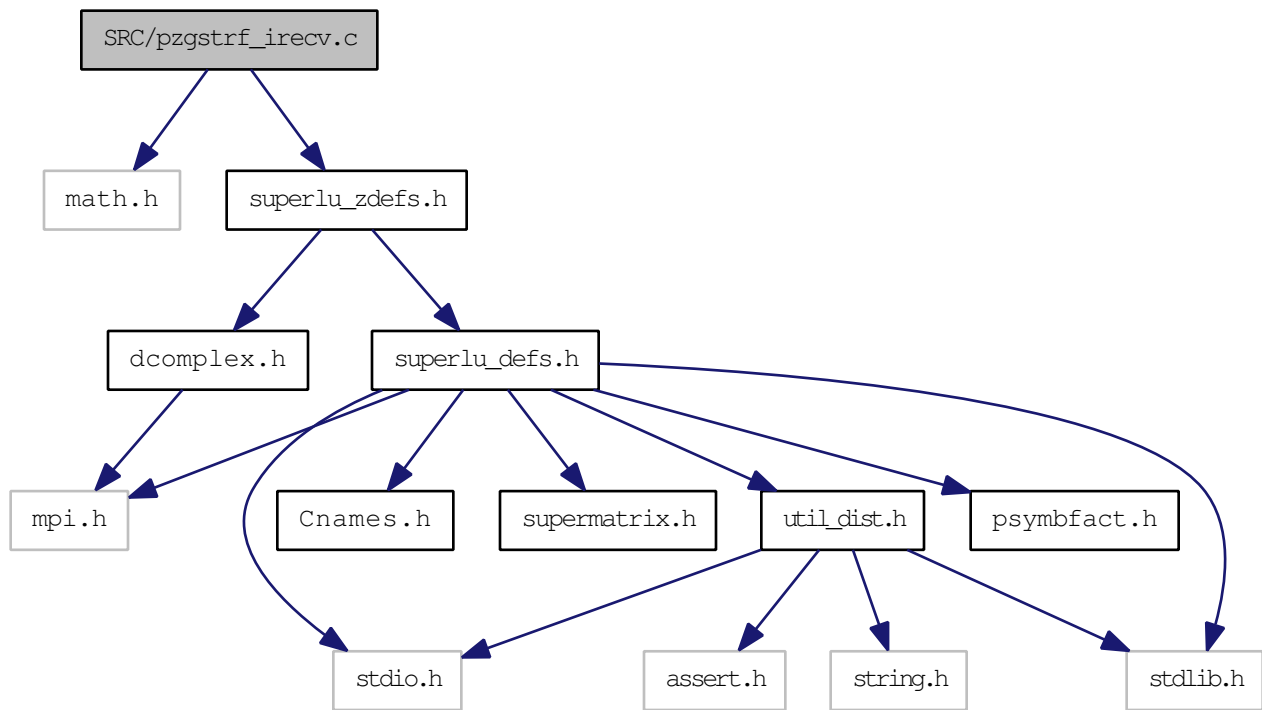 SRC/pzgstrf_irecv.c
math.h
superlu_zdefs.h
dcomplex.h
superlu_defs.h
mpi.h
Cnames.h
supermatrix.h
util_dist.h
psymbfact.h
stdio.h
assert.h
string.h
stdlib.h